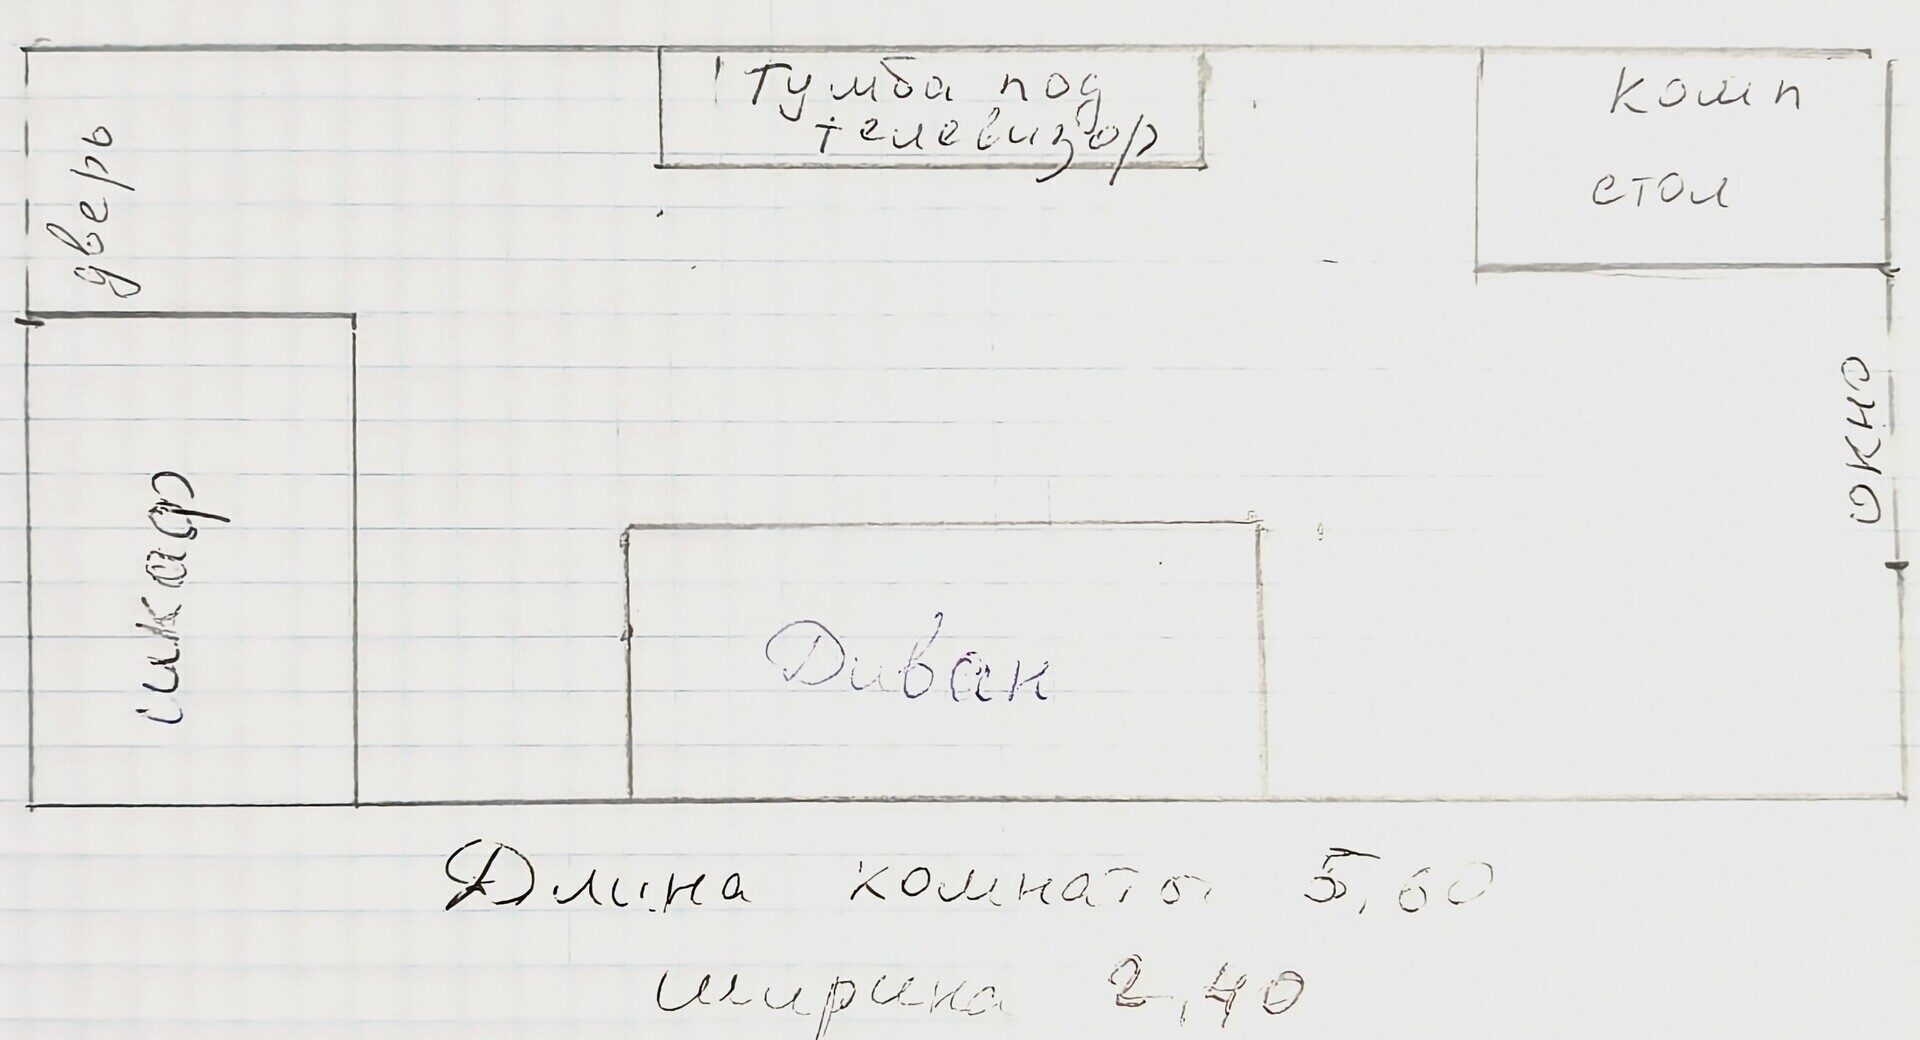 Тумба под
телевизор
комп
стол
дверь
окно
шкаф
Диван
Длина комнаты 5,60
ширина 2,40